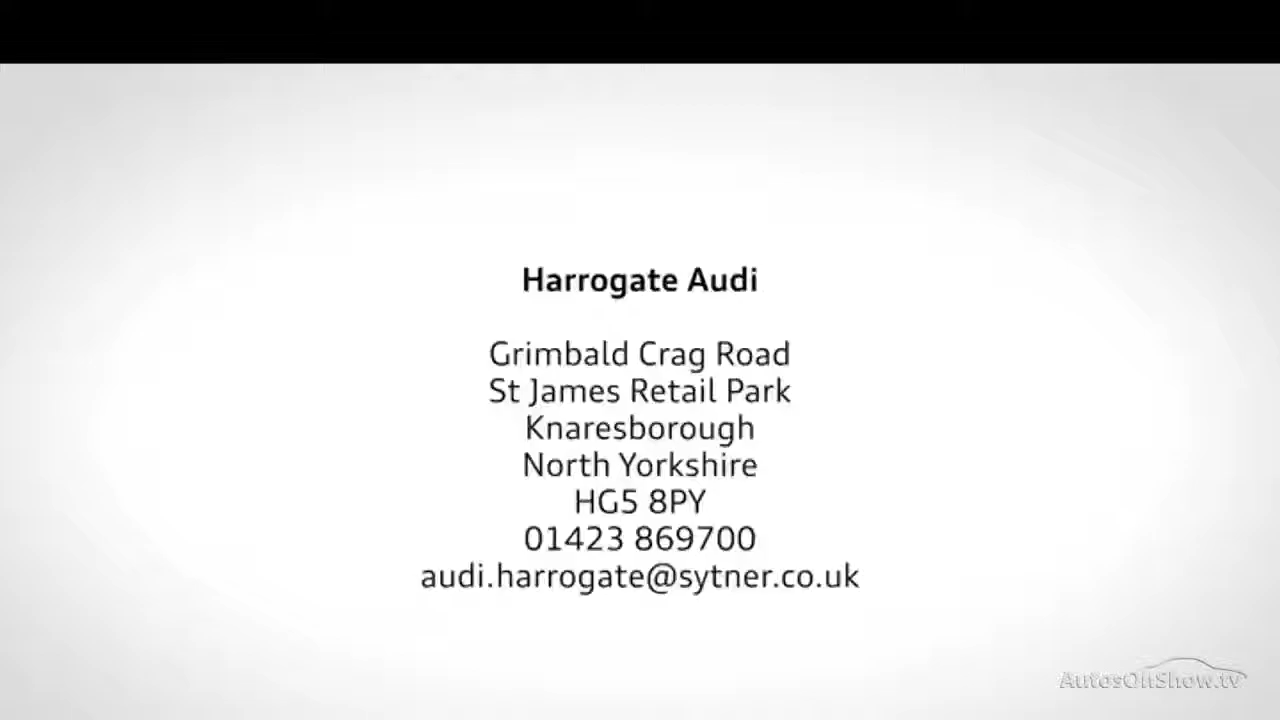 Harrogate Audi
Grimbald Crag Road
St James Retail Park
Knaresborough
North Yorkshire
HG5 8PY
01423 869700
audi.harrogate@sytner.co.uk
AutosOnShow.tv